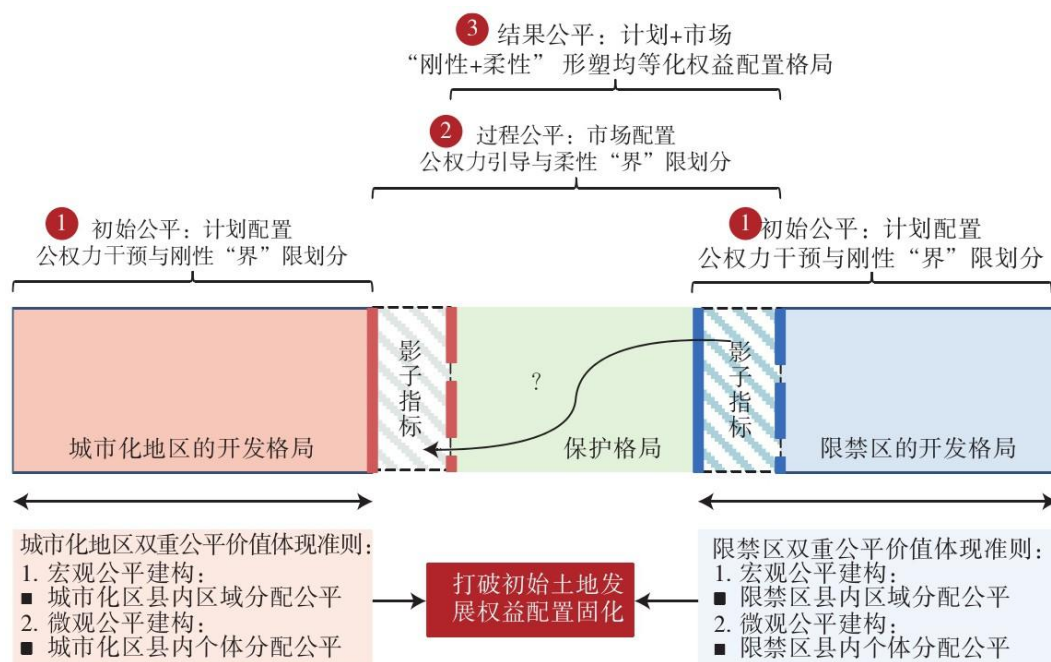 3 结果公平：计划+市场
“刚性+柔性” 形塑均等化权益配置格局
2 过程公平：市场配置
公权力引导与柔性“界”限划分
1 初始公平：计划配置
公权力干预与刚性“界”限划分
1 初始公平：计划配置
公权力干预与刚性“界”限划分
城市化地区的开发格局
影子指标
?
保护格局
影子指标
限禁区的开发格局
城市化地区双重公平价值体现准则：
1. 宏观公平建构：
■ 城市化区县内区域分配公平
2. 微观公平建构：
■ 城市化区县内个体分配公平
打破初始土地发
展权益配置固化
限禁区双重公平价值体现准则：
1. 宏观公平建构：
■ 限禁区县内区域分配公平
2. 微观公平建构：
■ 限禁区县内个体分配公平